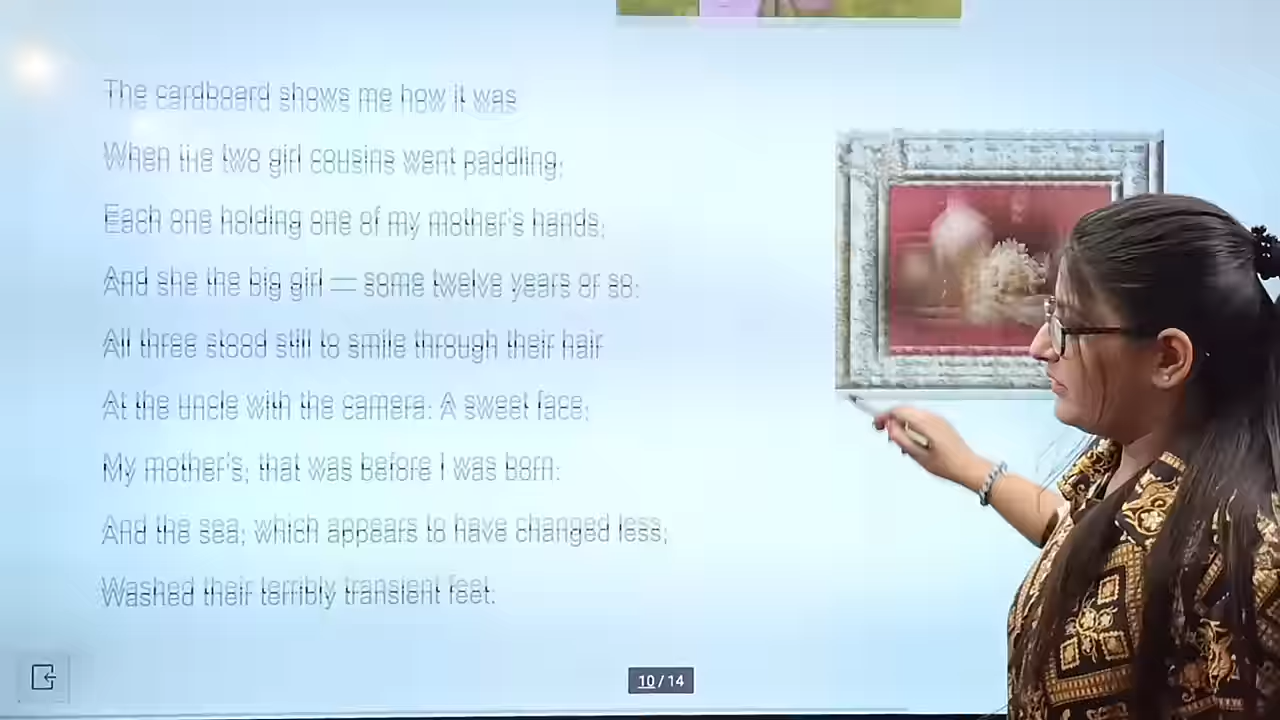 The cardboard shows me how it was
When the two girl cousins went paddling,
Each one holding one of my mother's hands,
And she the big girl — some twelve years or so.
All three stood still to smile through their hair
At the uncle with the camera. A sweet face,
My mother's, that was before I was born.
And the sea, which appears to have changed less,
Washed their terribly transient feet.
10 / 14